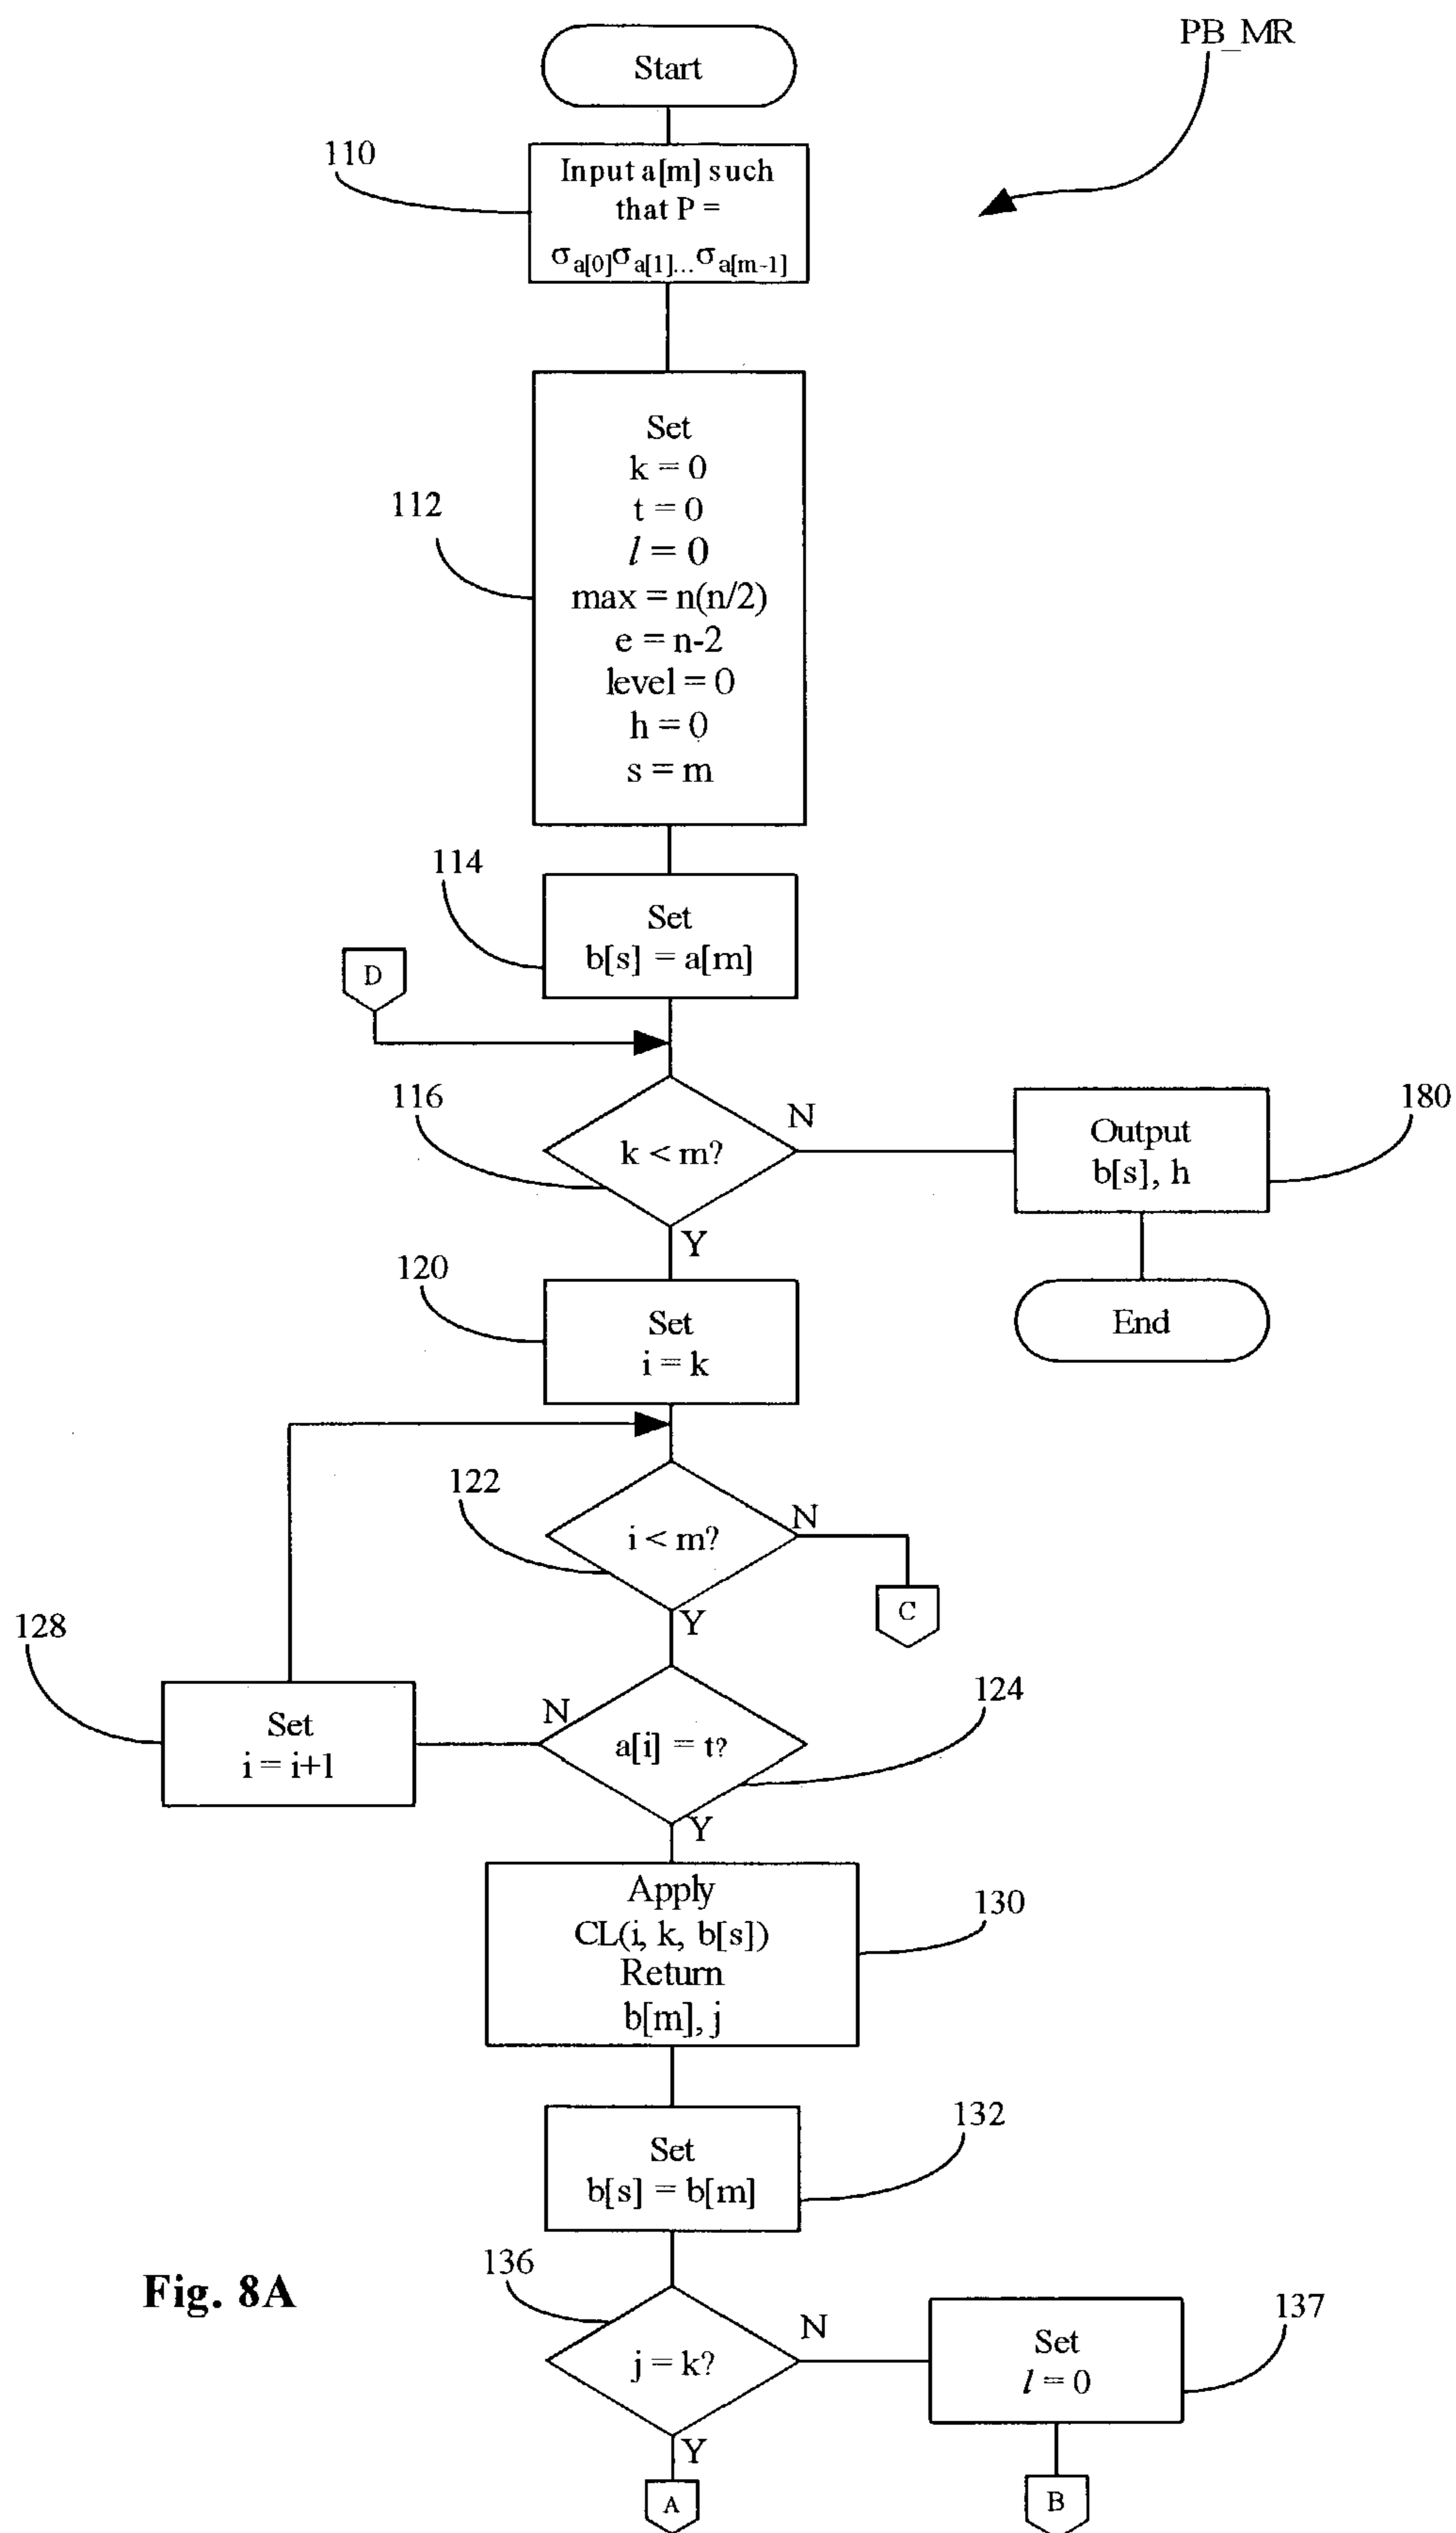 PB_MR
Start
110
Input a[m] such
that P =
σa[0]σa[1]...σa[m-1]
112
Set
k = 0
t = 0
l = 0
max = n(n/2)
e = n-2
level = 0
h = 0
s = m
114
Set
b[s] = a[m]
D
116
k < m?
N
Y
Output
b[s], h
180
End
120
Set
i = k
122
i < m?
N
Y
C
128
Set
i = i+1
N
a[i] = t?
124
Y
Apply
CL(i, k, b[s])
Return
b[m], j
130
Set
b[s] = b[m]
132
136
j = k?
N
Y
Set
l = 0
137
A
B
Fig. 8A